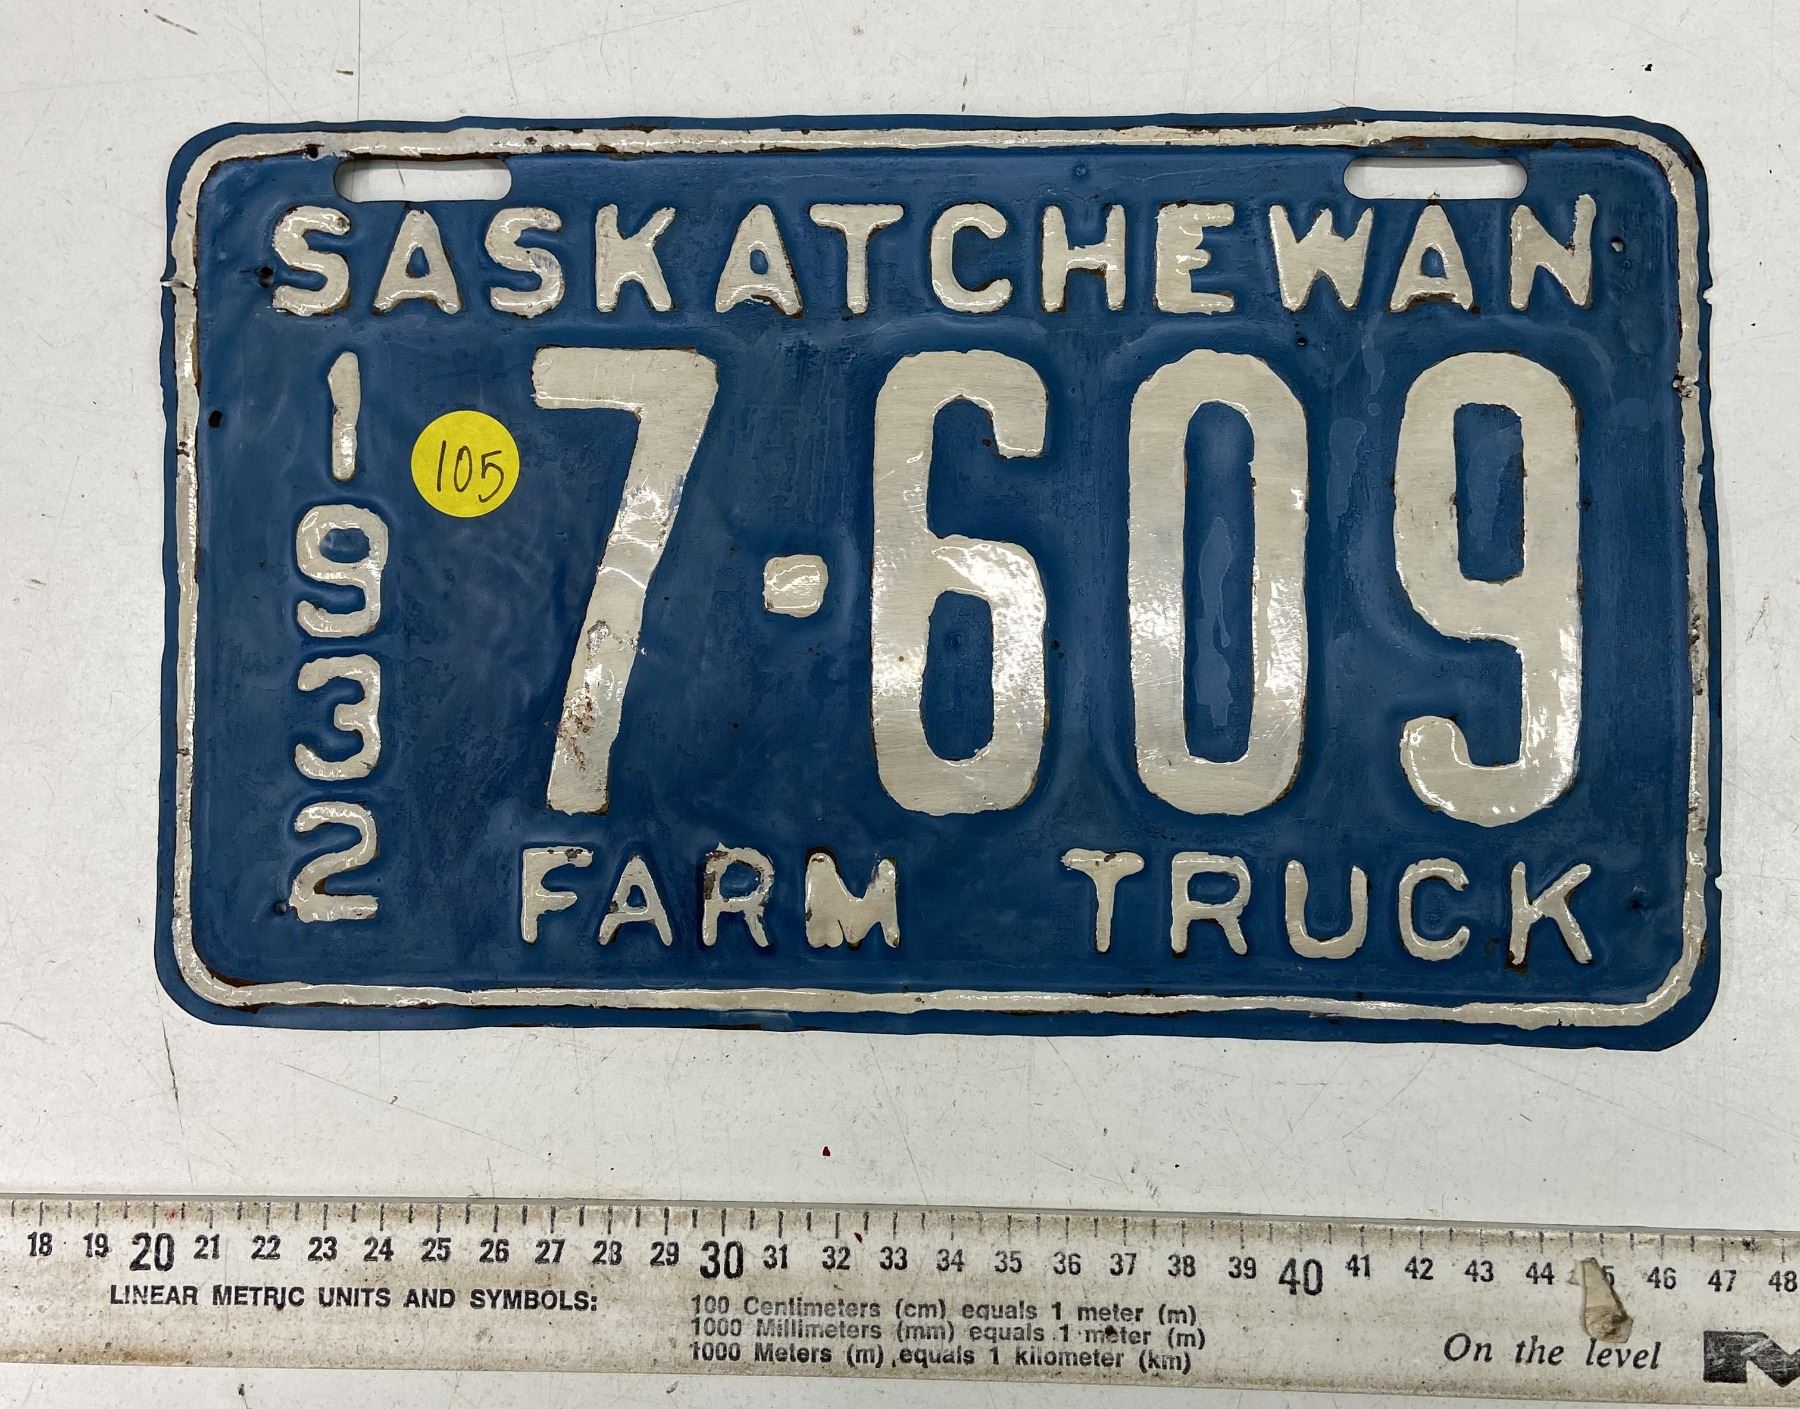 SASKATCHEWAN
1932
105
7-609
FARM TRUCK
18 19 20 21 22 23 24 25 26 27 28 29 30 31 32 33 34 35 36 37 38 39 40 41 42 43 44 46 47 48
LINEAR METRIC UNITS AND SYMBOLS:
100 Centimeters (cm) equals 1 meter (m)
1000 Millimeters (mm) equals 1 meter (m)
1000 Meters (m) equals 1 kilometer (km)
On the level